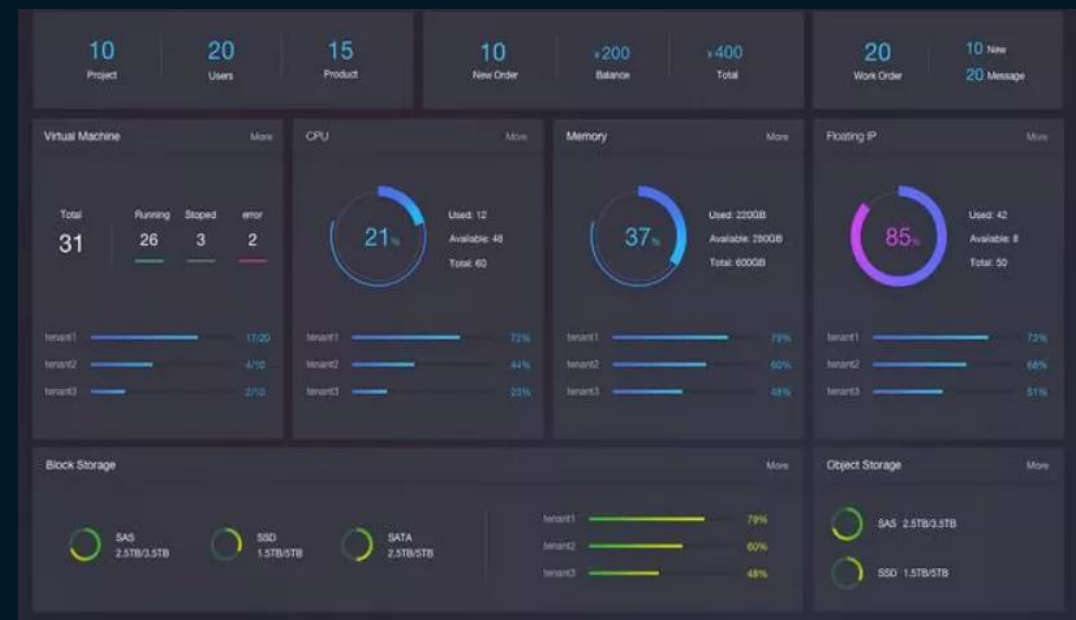 10 Project
20 Users
15 Product
10 New Order
¥200 Balance
¥400 Total
20 Work Order
10 New
20 Message
Virtual Machine More
Total 31
Running 26
Stoped 3
error 2
tenant1 17/20
tenant2 4/10
tenant3 2/10
CPU More
21%
Used: 12
Available: 48
Total: 60
tenant1 72%
tenant2 44%
tenant3 23%
Memory More
37%
Used: 220GB
Available: 280GB
Total: 600GB
tenant1 79%
tenant2 60%
tenant3 48%
Floating IP More
85%
Used: 42
Available: 8
Total: 50
tenant1 73%
tenant2 68%
tenant3 51%
Block Storage More
SAS
2.5TB/3.5TB
SSD
1.5TB/5TB
SATA
2.5TB/5TB
tenant1 79%
tenant2 60%
tenant3 48%
Object Storage More
SAS 2.5TB/3.5TB
SSD 1.5TB/5TB